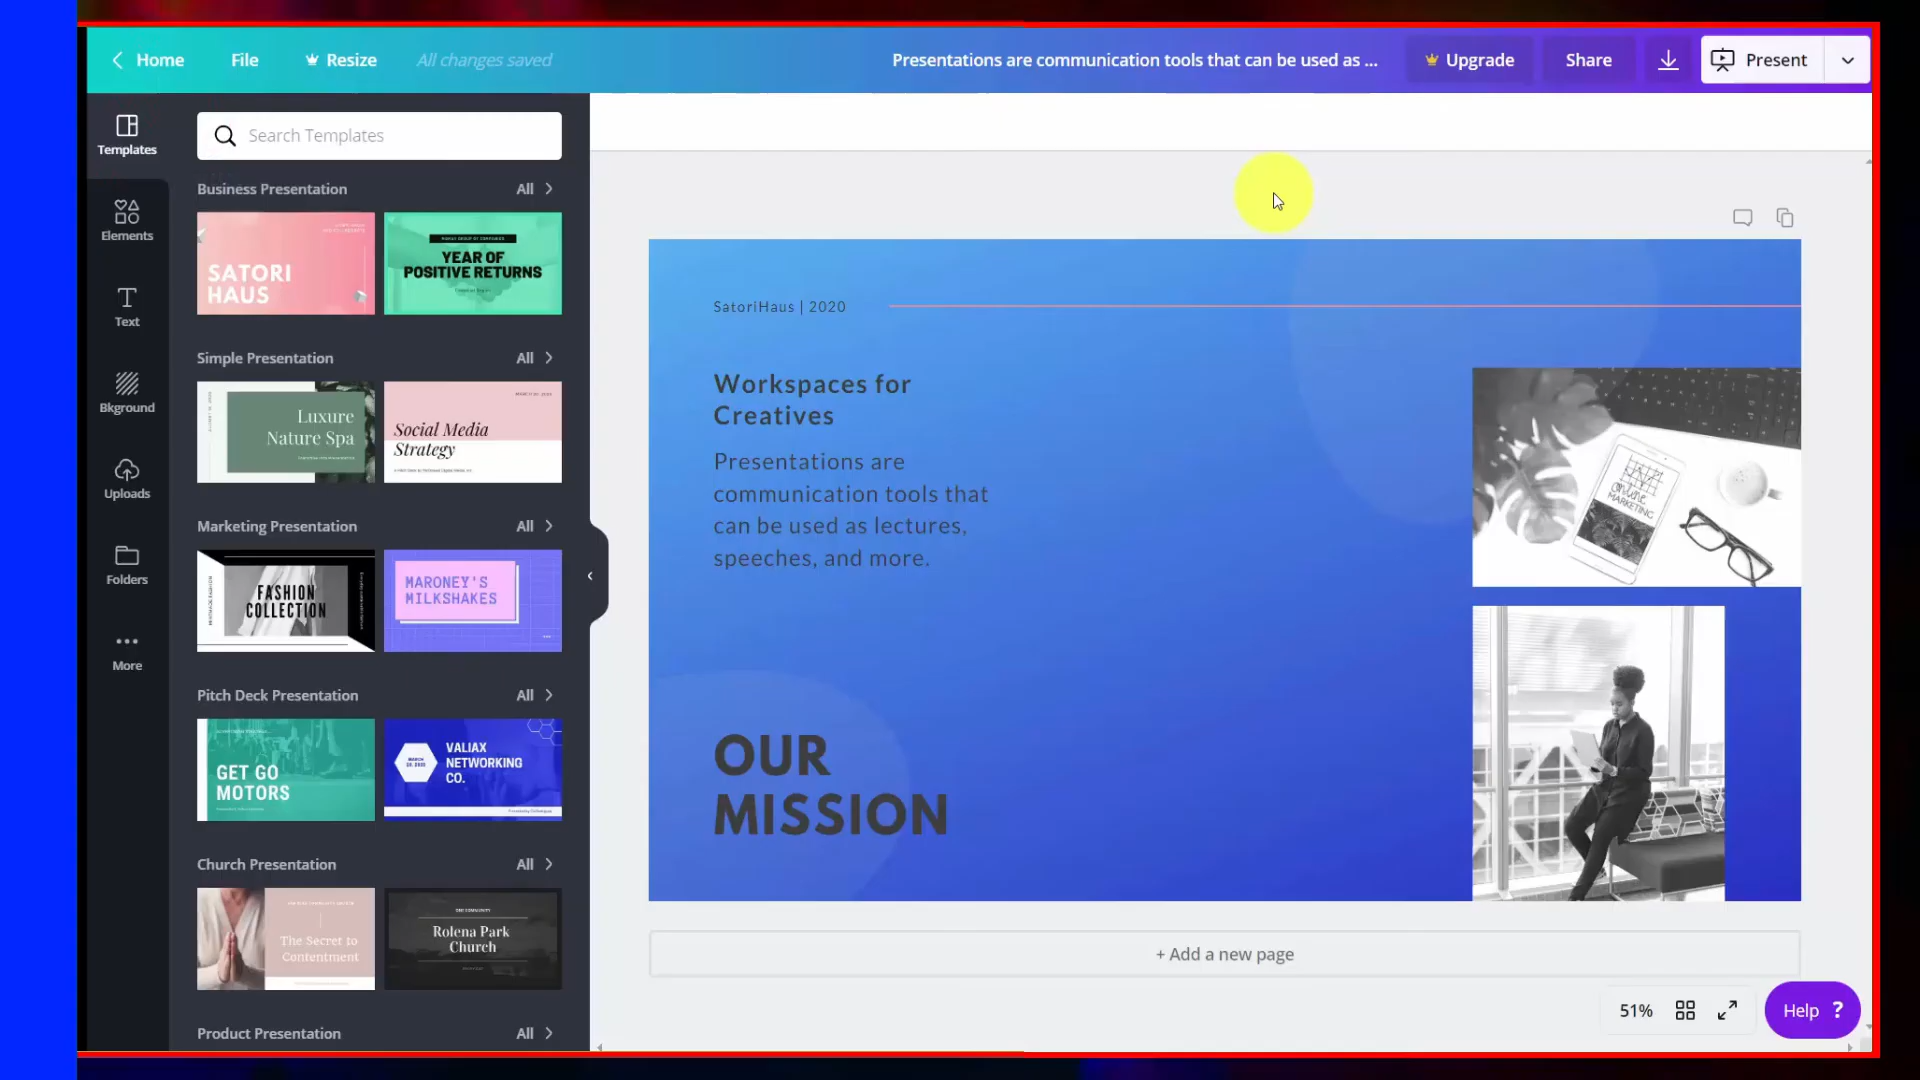 Home
File
Resize
All changes saved
Presentations are communication tools that can be used as ...
Upgrade
Share
Present
Templates
Elements
Text
Bkground
Uploads
Folders
More
Search Templates
Business Presentation
All
SATORI
HAUS
YEAR OF
POSITIVE RETURNS
Simple Presentation
All
Luxure
Nature Spa
Social Media
Strategy
Marketing Presentation
All
FASHION
COLLECTION
MARONEY'S
MILKSHAKES
Pitch Deck Presentation
All
GET GO
MOTORS
VALIAX
NETWORKING
CO.
Church Presentation
All
The Secret to
Contentment
Rolena Park
Church
Product Presentation
All
SatoriHaus | 2020
Workspaces for
Creatives
Presentations are
communication tools that
can be used as lectures,
speeches, and more.
OUR
MISSION
online
MARKETING
+ Add a new page
51%
Help ?